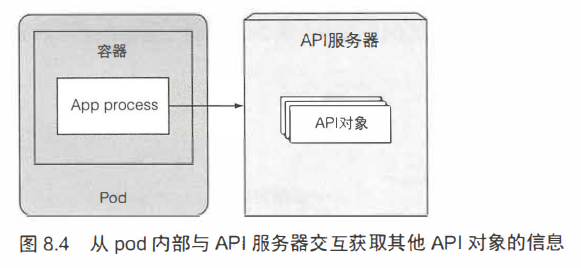 容器
App process
Pod
API服务器
API对象
图 8.4 从 pod 内部与 API 服务器交互获取其他 API 对象的信息